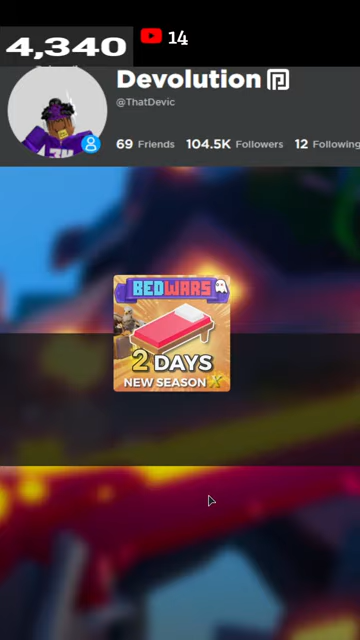 4,340
14
Devolution
@ThatDevic
69 Friends 104.5K Followers 12 Following
BEDWARS
2 DAYS
NEW SEASON X